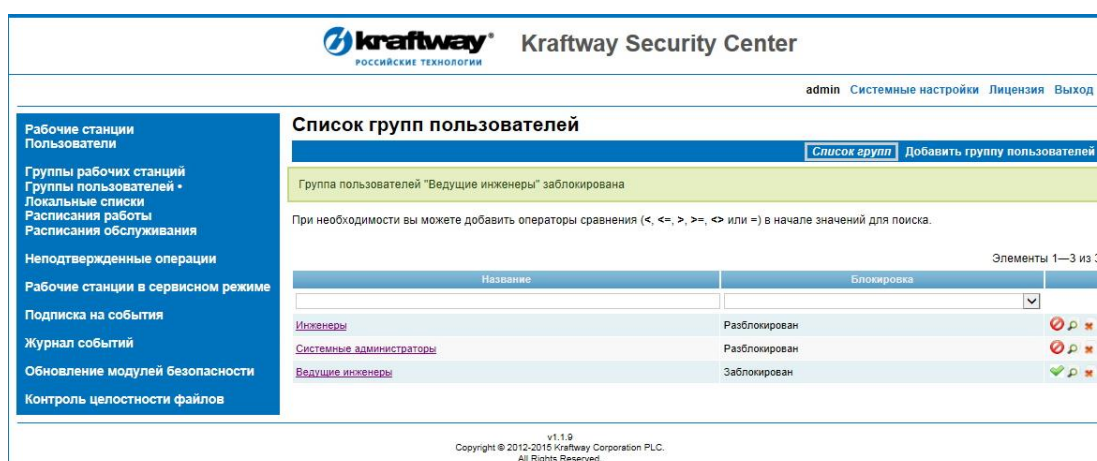 kraftway®
РОССИЙСКИЕ ТЕХНОЛОГИИ
Kraftway Security Center
admin Системные настройки Лицензия Выход
Рабочие станции
Пользователи
Группы рабочих станций
Группы пользователей •
Локальные списки
Расписания работы
Расписания обслуживания
Неподтвержденные операции
Рабочие станции в сервисном режиме
Подписка на события
Журнал событий
Обновление модулей безопасности
Контроль целостности файлов
Список групп пользователей
Список групп Добавить группу пользователей
Группа пользователей "Ведущие инженеры" заблокирована
При необходимости вы можете добавить операторы сравнения (<, <=, >, >=, <> или =) в начале значений для поиска.
Элементы 1—3 из 3
Название Блокировка
Инженеры Разблокирован
Системные администраторы Разблокирован
Ведущие инженеры Заблокирован
v1.1.9
Copyright © 2012-2015 Kraftway Corporation PLC.
All Rights Reserved.